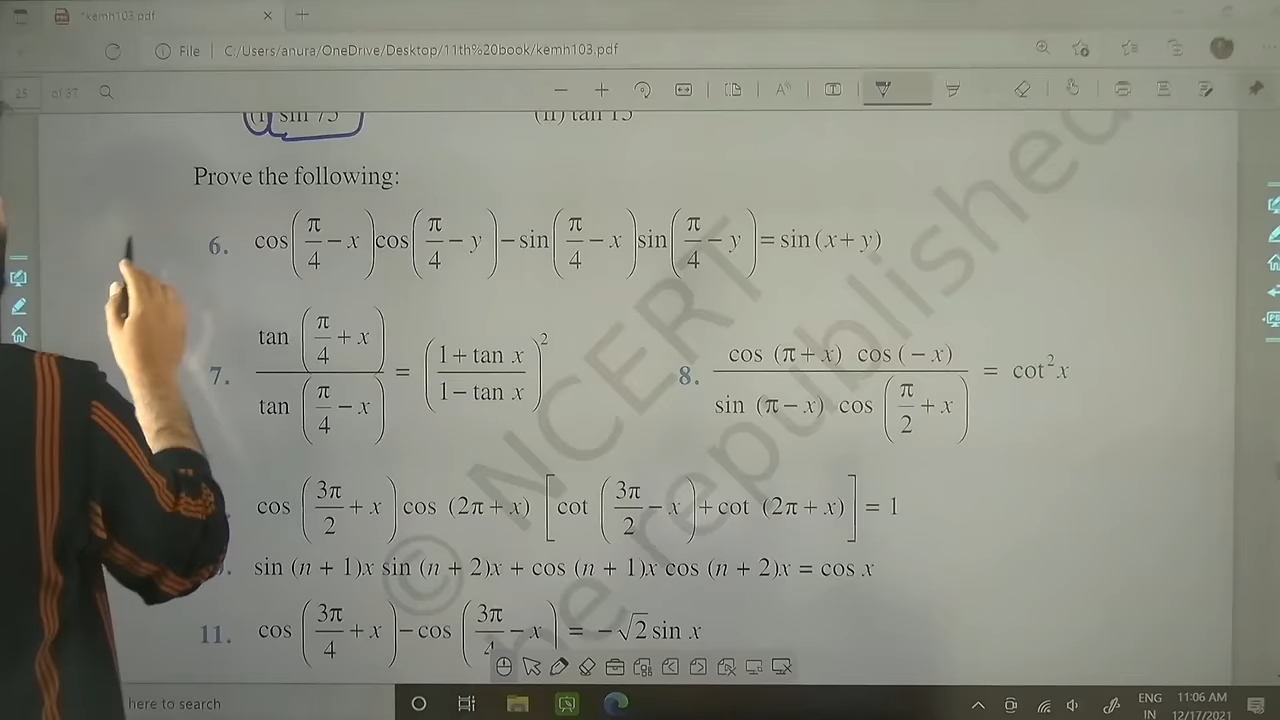 *kemh103.pdf
File | C:/Users/anura/OneDrive/Desktop/11th%20book/kemh103.pdf
25 of 37
(i) sin 75° (ii) tan 15°
Prove the following:
6. cos(π/4 − x) cos(π/4 − y) − sin(π/4 − x) sin(π/4 − y) = sin (x + y)
7. tan(π/4 + x) / tan(π/4 − x) = ((1 + tan x)/(1 − tan x))²
8. cos (π + x) cos (− x) / sin (π − x) cos(π/2 + x) = cot² x
cos(3π/2 + x) cos (2π + x) [cot(3π/2 − x) + cot (2π + x)] = 1
sin (n + 1)x sin (n + 2)x + cos (n + 1)x cos (n + 2)x = cos x
11. cos(3π/4 + x) − cos(3π/4 − x) = −√2 sin x
© NCERT
be republished
here to search
ENG
IN
11:06 AM
12/17/2021